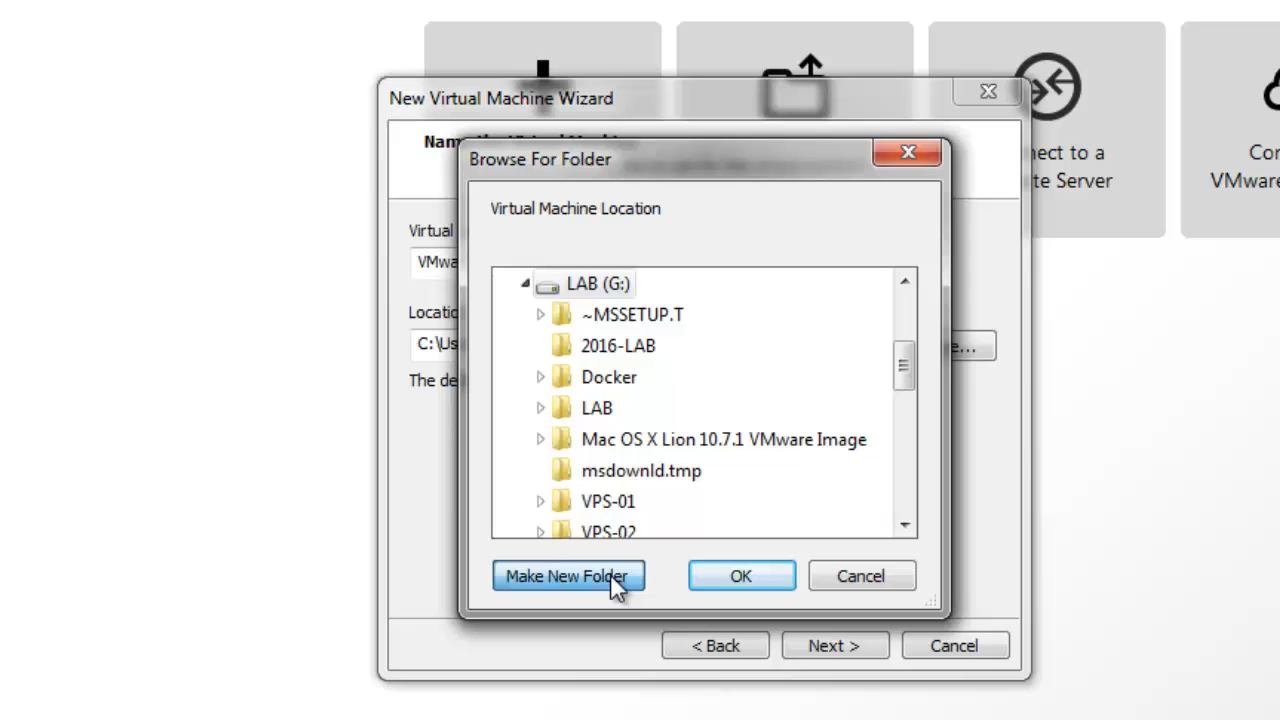 New Virtual Machine Wizard
Browse For Folder
Virtual Machine Location
LAB (G:)
~MSSETUP.T
2016-LAB
Docker
LAB
Mac OS X Lion 10.7.1 VMware Image
msdownld.tmp
VPS-01
VPS-02
Make New Folder
OK
Cancel
Virtual
VMwa
Locatio
C:\Us
e...
The de
< Back
Next >
Cancel
nect to a
te Server
Cor
VMware